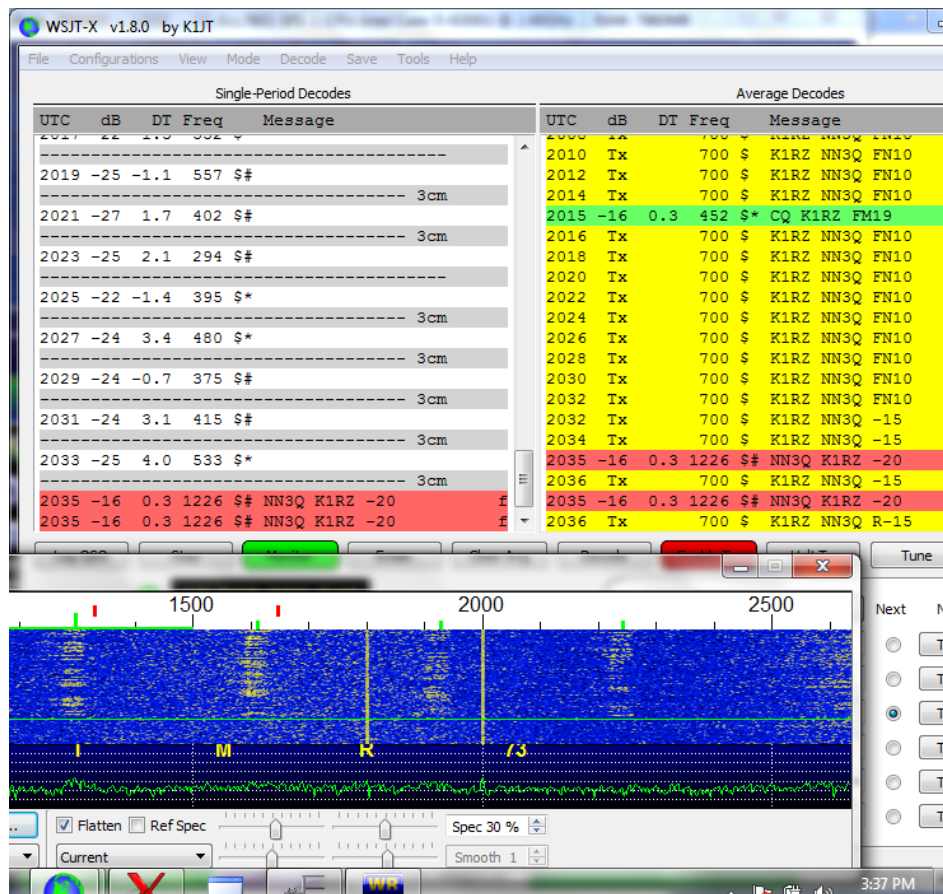 WSJT-X v1.8.0 by K1JT
File Configurations View Mode Decode Save Tools Help
Single-Period Decodes
UTC dB DT Freq Message
---------------------------------------------
2019 -25 -1.1 557 $#
---------------------------------------- 3cm
2021 -27 1.7 402 $#
---------------------------------------- 3cm
2023 -25 2.1 294 $#
---------------------------------------------
2025 -22 -1.4 395 $*
---------------------------------------- 3cm
2027 -24 3.4 480 $*
---------------------------------------- 3cm
2029 -24 -0.7 375 $#
---------------------------------------- 3cm
2031 -24 3.1 415 $#
---------------------------------------- 3cm
2033 -25 4.0 533 $*
---------------------------------------- 3cm
2035 -16 0.3 1226 $# NN3Q K1RZ -20 f
2035 -16 0.3 1226 $# NN3Q K1RZ -20 f
Average Decodes
UTC dB DT Freq Message
2010 Tx 700 $ K1RZ NN3Q FN10
2012 Tx 700 $ K1RZ NN3Q FN10
2014 Tx 700 $ K1RZ NN3Q FN10
2015 -16 0.3 452 $* CQ K1RZ FM19
2016 Tx 700 $ K1RZ NN3Q FN10
2018 Tx 700 $ K1RZ NN3Q FN10
2020 Tx 700 $ K1RZ NN3Q FN10
2022 Tx 700 $ K1RZ NN3Q FN10
2024 Tx 700 $ K1RZ NN3Q FN10
2026 Tx 700 $ K1RZ NN3Q FN10
2028 Tx 700 $ K1RZ NN3Q FN10
2030 Tx 700 $ K1RZ NN3Q FN10
2032 Tx 700 $ K1RZ NN3Q FN10
2032 Tx 700 $ K1RZ NN3Q -15
2034 Tx 700 $ K1RZ NN3Q -15
2035 -16 0.3 1226 $# NN3Q K1RZ -20
2036 Tx 700 $ K1RZ NN3Q -15
2035 -16 0.3 1226 $# NN3Q K1RZ -20
2036 Tx 700 $ K1RZ NN3Q R-15
Tune
1500 2000 2500
Next
M R 73
Flatten Ref Spec Spec 30 %
Current Smooth 1
WR
3:37 PM